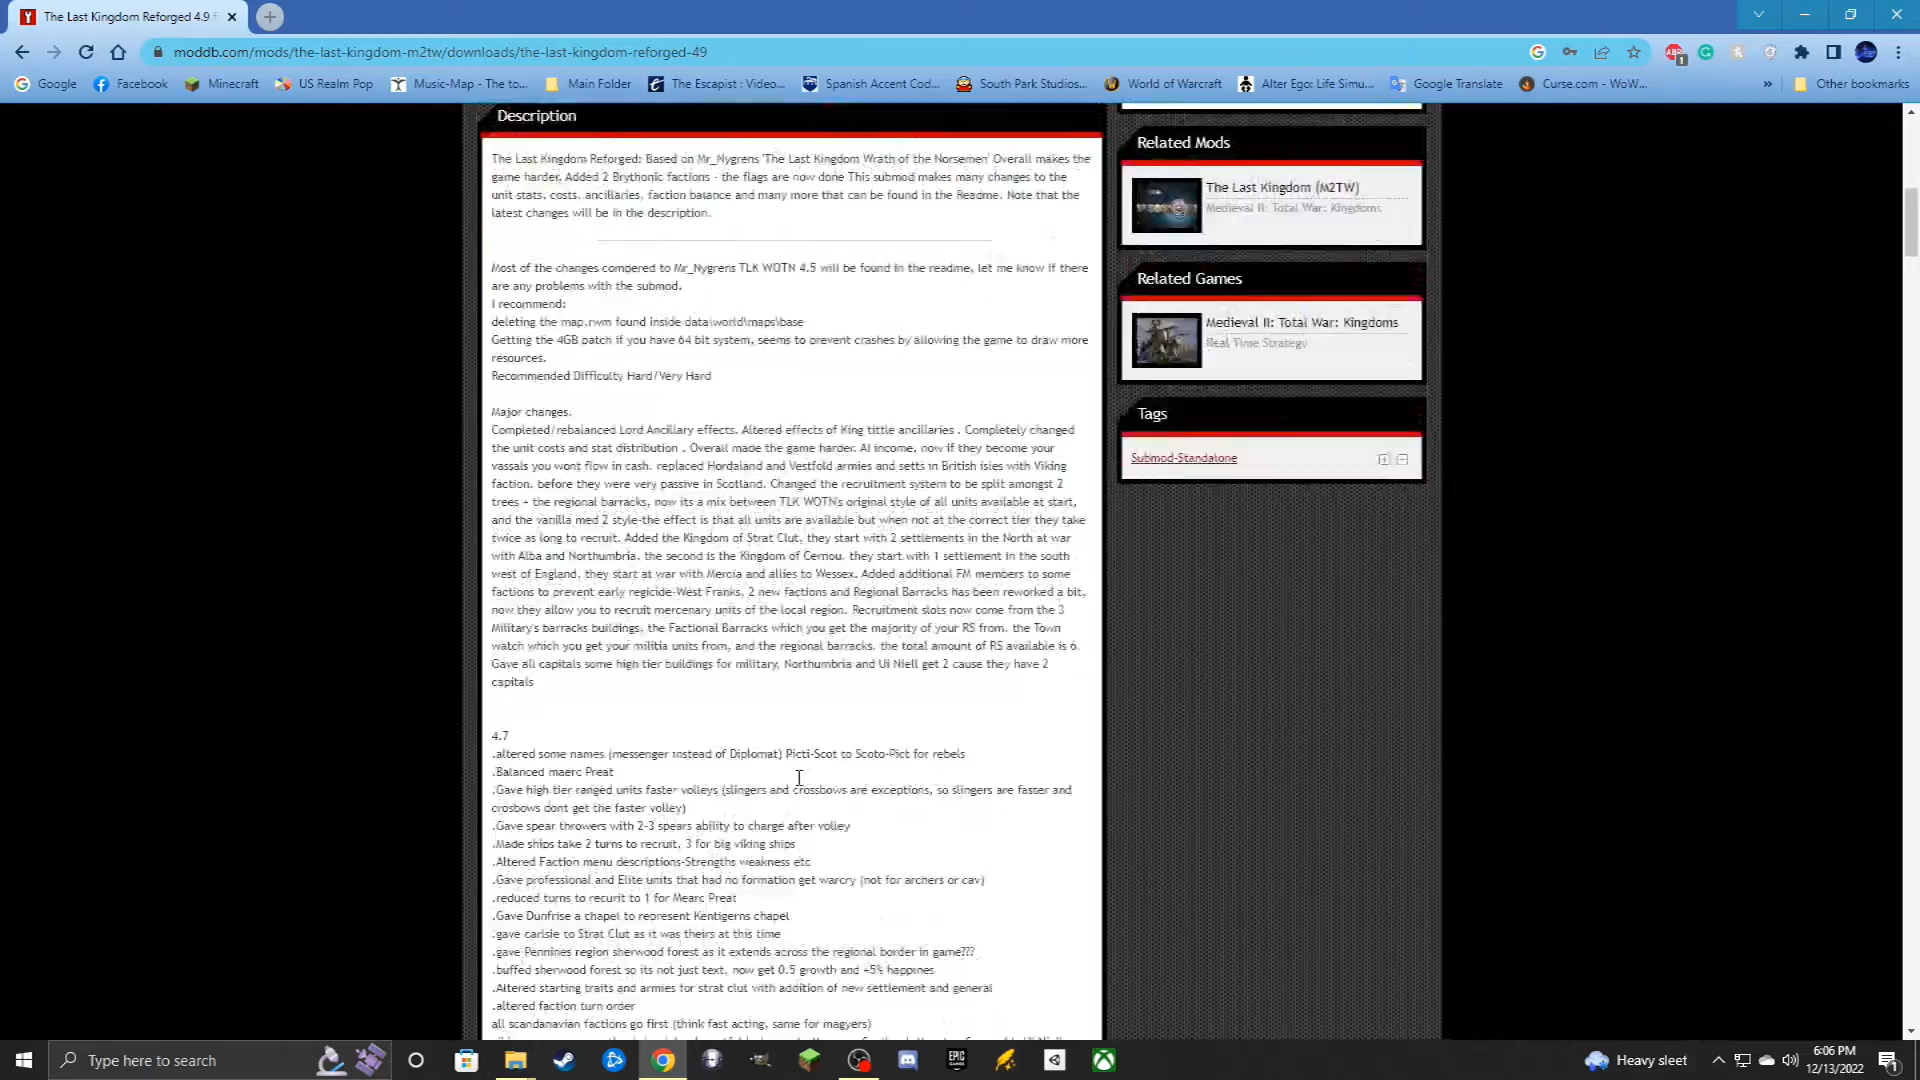 The Last Kingdom Reforged 4.9 f
moddb.com/mods/the-last-kingdom-m2tw/downloads/the-last-kingdom-reforged-49
Google
Facebook
Minecraft
US Realm Pop
Music-Map - The to...
Main Folder
The Escapist : Video...
Spanish Accent Cod...
South Park Studios...
World of Warcraft
Alter Ego: Life Simu...
Google Translate
Curse.com - WoW...
»
Other bookmarks
Description
The Last Kingdom Reforged: Based on Mr_Nygrens 'The Last Kingdom Wrath of the Norsemen' Overall makes the
game harder. Added 2 Brythonic factions - the flags are now done This submod makes many changes to the
unit stats, costs, ancillaries, faction balance and many more that can be found in the Readme. Note that the
latest changes will be in the description.
Most of the changes compered to Mr_Nygrens TLK WOTN 4.5 will be found in the readme, let me know if there
are any problems with the submod.
I recommend:
deleting the map.rwm found inside data\world\maps\base
Getting the 4GB patch if you have 64 bit system, seems to prevent crashes by allowing the game to draw more
resources.
Recommended Difficulty Hard/Very Hard
Major changes.
Completed/rebalanced Lord Ancillary effects. Altered effects of King tittle ancillaries . Completely changed
the unit costs and stat distribution . Overall made the game harder. AI income, now if they become your
vassals you wont flow in cash. replaced Hordaland and Vestfold armies and setts in British isles with Viking
faction. before they were very passive in Scotland. Changed the recruitment system to be split amongst 2
trees + the regional barracks, now its a mix between TLK WOTN's original style of all units available at start,
and the vanilla med 2 style-the effect is that all units are available but when not at the correct tier they take
twice as long to recruit. Added the Kingdom of Strat Clut, they start with 2 settlements in the North at war
with Alba and Northumbria. the second is the Kingdom of Cernou. they start with 1 settlement in the south
west of England, they start at war with Mercia and allies to Wessex. Added additional FM members to some
factions to prevent early regicide-West Franks, 2 new factions and Regional Barracks has been reworked a bit,
now they allow you to recruit mercenary units of the local region. Recruitment slots now come from the 3
Military's barracks buildings, the Factional Barracks which you get the majority of your RS from. the Town
watch which you get your militia units from, and the regional barracks. the total amount of RS available is 6.
Gave all capitals some high tier buildings for military, Northumbria and Ui Niell get 2 cause they have 2
capitals
4.7
.altered some names (messenger instead of Diplomat) Picti-Scot to Scoto-Pict for rebels
.Balanced maerc Preat
.Gave high tier ranged units faster volleys (slingers and crossbows are exceptions, so slingers are faster and
crosbows dont get the faster volley)
.Gave spear throwers with 2-3 spears ability to charge after volley
.Made ships take 2 turns to recruit, 3 for big viking ships
.Altered Faction menu descriptions-Strengths weakness etc
.Gave professional and Elite units that had no formation get warcry (not for archers or cav)
.reduced turns to recurit to 1 for Mearc Preat
.Gave Dunfrise a chapel to represent Kentigerns chapel
.gave carlsie to Strat Clut as it was theirs at this time
.gave Pennines region sherwood forest as it extends across the regional border in game???
.buffed sherwood forest so its not just text, now get 0.5 growth and +5% happines
.Altered starting traits and armies for strat clut with addition of new settlement and general
.altered faction turn order
all scandanavian factions go first (think fast acting, same for magyers)
Related Mods
The Last Kingdom (M2TW)
Medieval II: Total War: Kingdoms
Related Games
Medieval II: Total War: Kingdoms
Real Time Strategy
Tags
Submod-Standalone
Type here to search
Heavy sleet
6:06 PM
12/13/2022